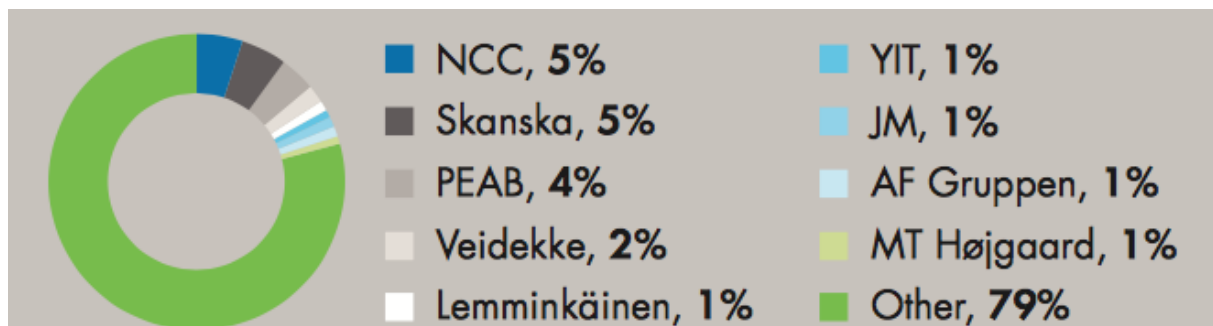 NCC, 5%
Skanska, 5%
PEAB, 4%
Veidekke, 2%
Lemminkäinen, 1%
YIT, 1%
JM, 1%
AF Gruppen, 1%
MT Højgaard, 1%
Other, 79%